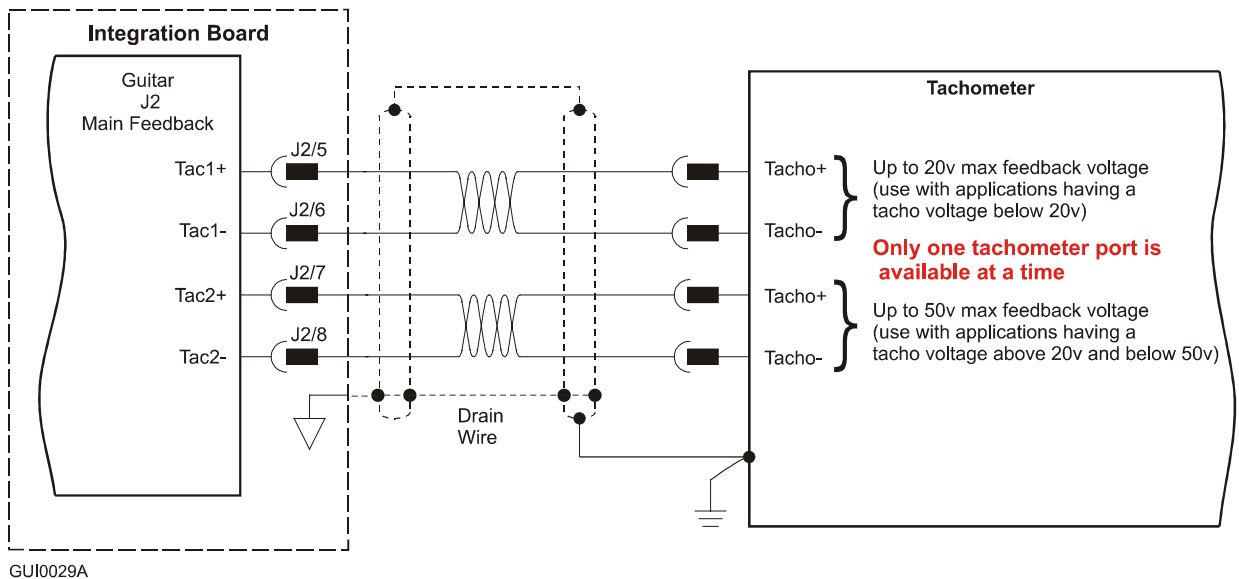 Integration Board
Guitar
J2
Main Feedback
Tac1+
J2/5
Tac1-
J2/6
Tac2+
J2/7
Tac2-
J2/8
Drain
Wire
Tachometer
Tacho+
Tacho-
Up to 20v max feedback voltage
(use with applications having a
tacho voltage below 20v)
Only one tachometer port is
available at a time
Tacho+
Tacho-
Up to 50v max feedback voltage
(use with applications having a
tacho voltage above 20v and below 50v)
GUI0029A